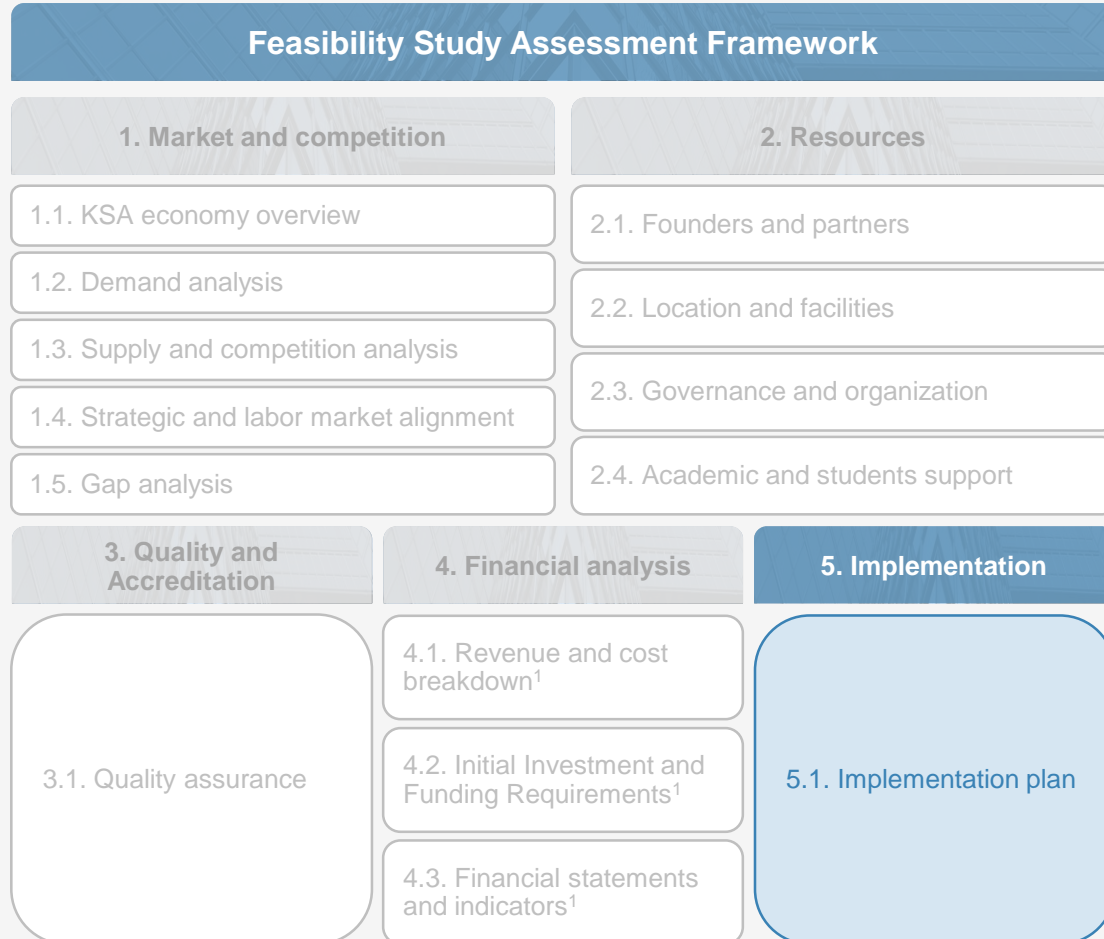 Feasibility Study Assessment Framework
1. Market and competition
1.1. KSA economy overview
1.2. Demand analysis
1.3. Supply and competition analysis
1.4. Strategic and labor market alignment
1.5. Gap analysis
2. Resources
2.1. Founders and partners
2.2. Location and facilities
2.3. Governance and organization
2.4. Academic and students support
3. Quality and
Accreditation
3.1. Quality assurance
4. Financial analysis
4.1. Revenue and cost
breakdown¹
4.2. Initial Investment and
Funding Requirements¹
4.3. Financial statements
and indicators¹
5. Implementation
5.1. Implementation plan